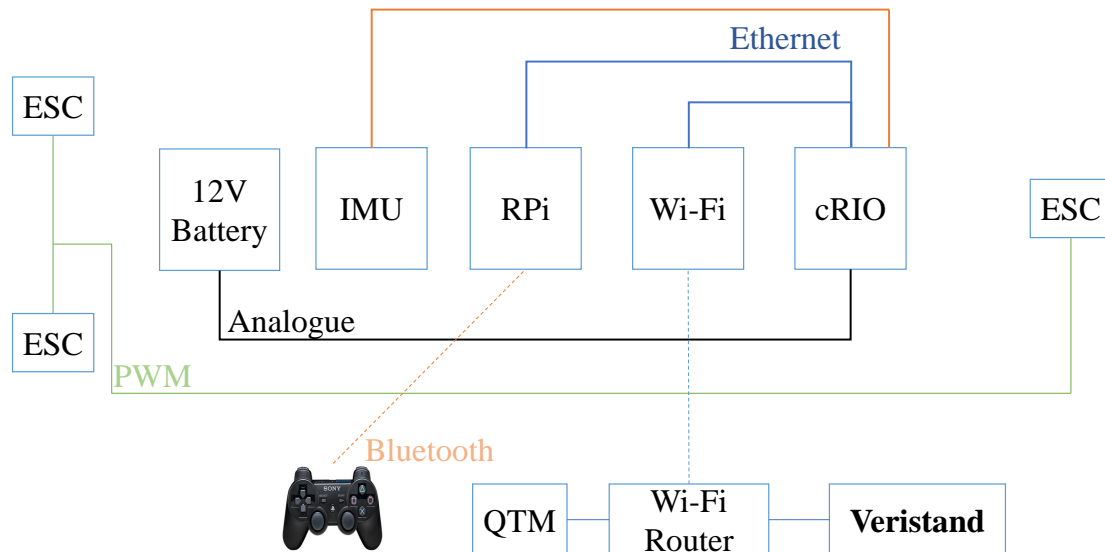 Ethernet
ESC
12V
Battery
IMU
RPi
Wi-Fi
cRIO
ESC
ESC
Analogue
PWM
Bluetooth
SONY
QTM
Wi-Fi
Router
Veristand